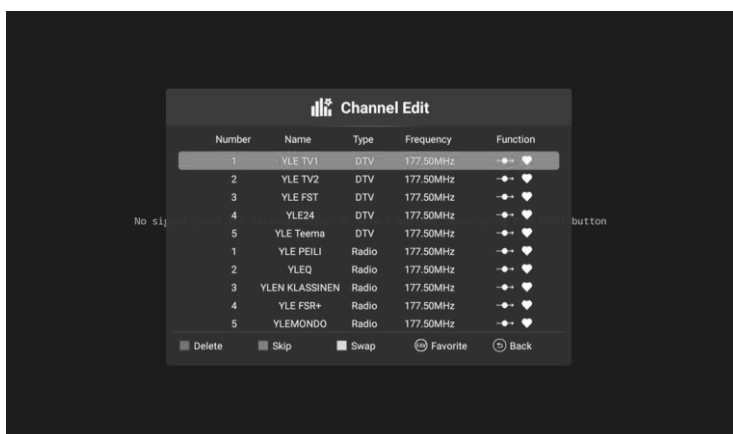 Channel Edit
Number Name Type Frequency Function
1 YLE TV1 DTV 177.50MHz
2 YLE TV2 DTV 177.50MHz
3 YLE FST DTV 177.50MHz
4 YLE24 DTV 177.50MHz
No sig button
5 YLE Teema DTV 177.50MHz
1 YLE PEILI Radio 177.50MHz
2 YLEQ Radio 177.50MHz
3 YLEN KLASSINEN Radio 177.50MHz
4 YLE FSR+ Radio 177.50MHz
5 YLEMONDO Radio 177.50MHz
Delete Skip Swap FAV Favorite Back